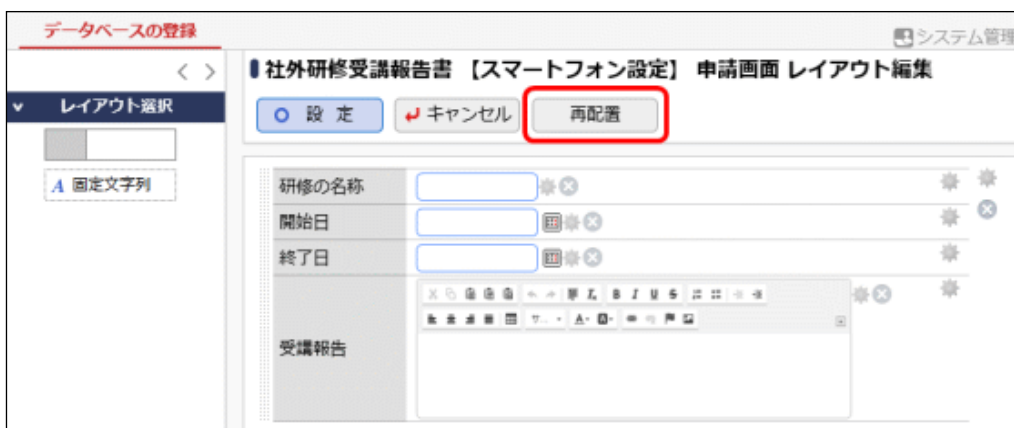 データベースの登録
システム管理
社外研修受講報告書 【スマートフォン設定】 申請画面 レイアウト編集
レイアウト選択
設 定
キャンセル
再配置
A 固定文字列
研修の名称
開始日
終了日
受講報告